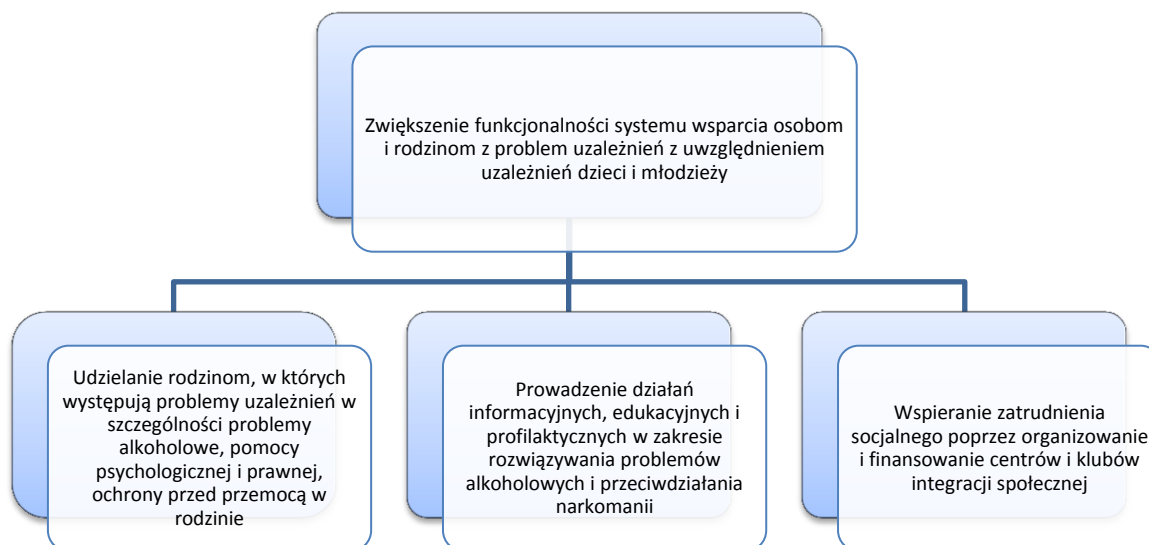 Zwiększenie funkcjonalności systemu wsparcia osobom
i rodzinom z problem uzależnień z uwzględnieniem
uzależnień dzieci i młodzieży
Udzielanie rodzinom, w których
występują problemy uzależnień w
szczególności problemy
alkoholowe, pomocy
psychologicznej i prawnej,
ochrony przed przemocą w
rodzinie
Prowadzenie działań
informacyjnych, edukacyjnych i
profilaktycznych w zakresie
rozwiązywania problemów
alkoholowych i przeciwdziałania
narkomanii
Wspieranie zatrudnienia
socjalnego poprzez organizowanie
i finansowanie centrów i klubów
integracji społecznej